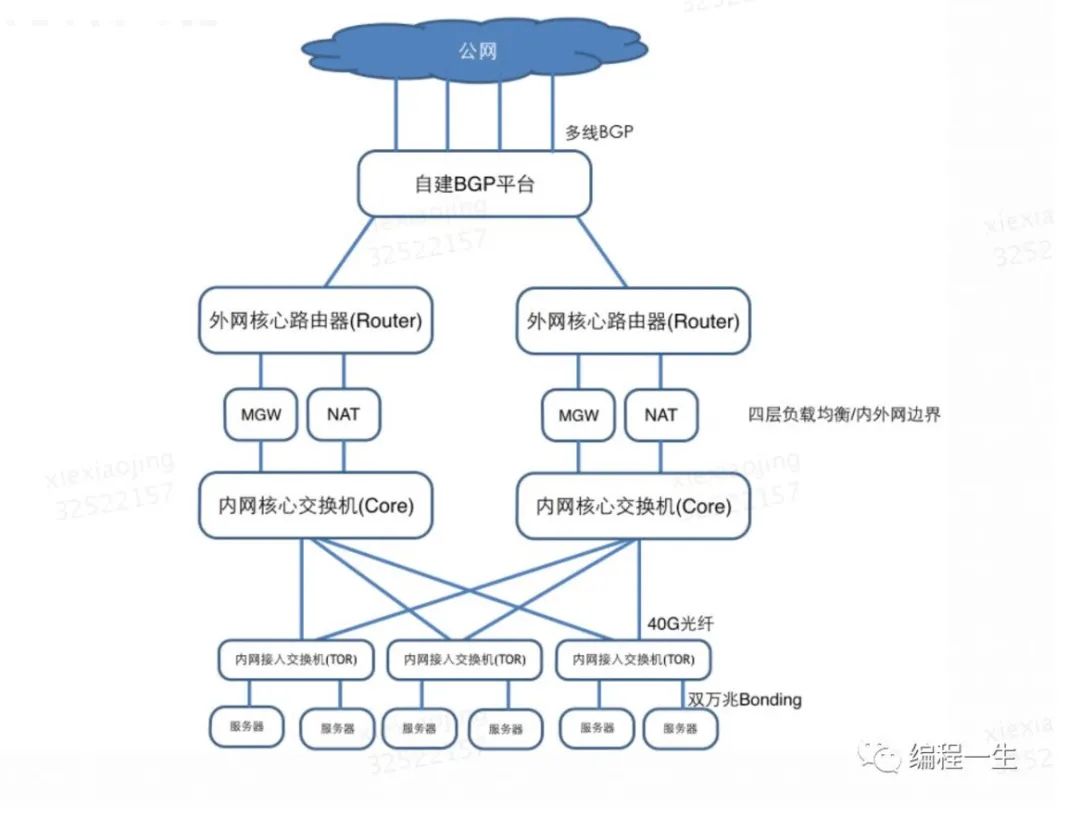 公网
多线BGP
自建BGP平台
外网核心路由器(Router)
外网核心路由器(Router)
MGW
NAT
MGW
NAT
四层负载均衡/内外网边界
内网核心交换机(Core)
内网核心交换机(Core)
40G光纤
内网接入交换机(TOR)
内网接入交换机(TOR)
内网接入交换机(TOR)
双万兆Bonding
服务器
服务器
服务器
服务器
服务器
服务器
编程一生
xiexiaojing
32522157
xiexiaojing
32522157